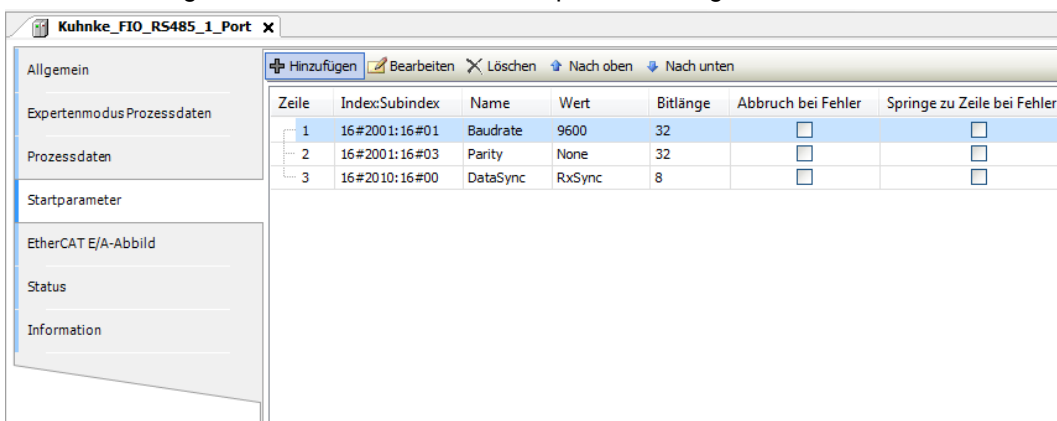 Kuhnke_FIO_RS485_1_Port
Allgemein
Expertenmodus Prozessdaten
Prozessdaten
Startparameter
EtherCAT E/A-Abbild
Status
Information
Hinzufügen Bearbeiten Löschen Nach oben Nach unten
Zeile Index:Subindex Name Wert Bitlänge Abbruch bei Fehler Springe zu Zeile bei Fehler
1 16#2001:16#01 Baudrate 9600 32
2 16#2001:16#03 Parity None 32
3 16#2010:16#00 DataSync RxSync 8